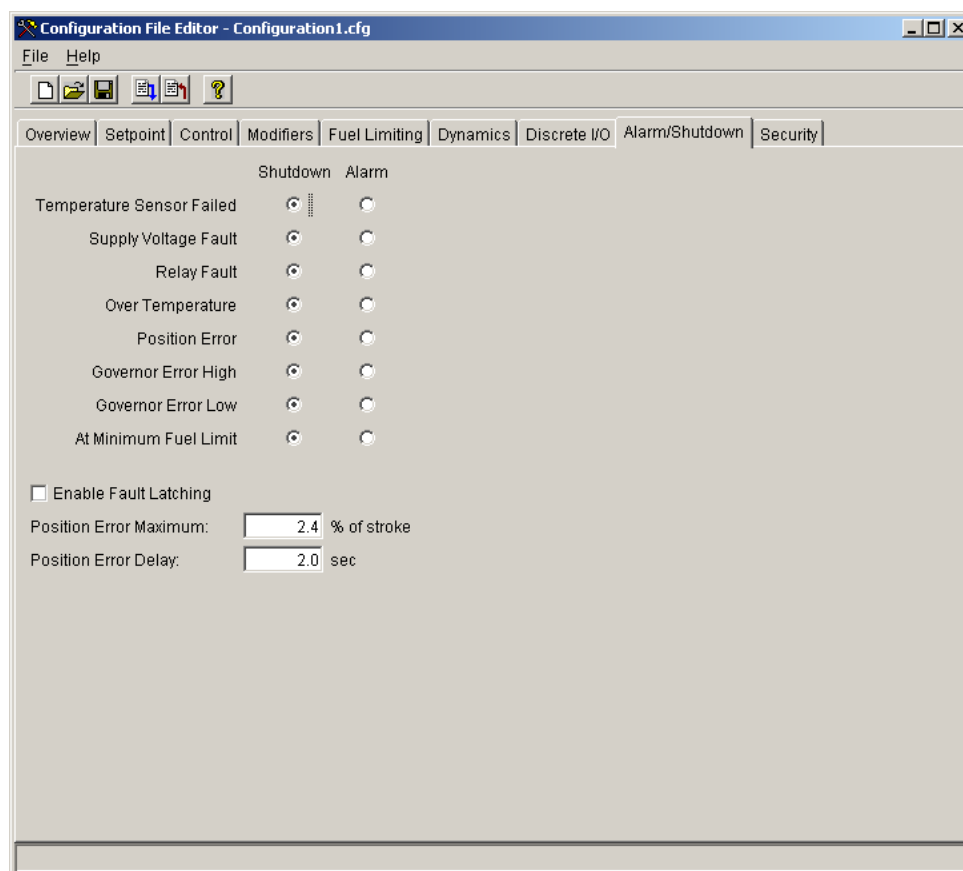 Configuration File Editor - Configuration1.cfg
File Help
Overview Setpoint Control Modifiers Fuel Limiting Dynamics Discrete I/O Alarm/Shutdown Security
Shutdown Alarm
Temperature Sensor Failed
Supply Voltage Fault
Relay Fault
Over Temperature
Position Error
Governor Error High
Governor Error Low
At Minimum Fuel Limit
Enable Fault Latching
Position Error Maximum: 2.4 % of stroke
Position Error Delay: 2.0 sec